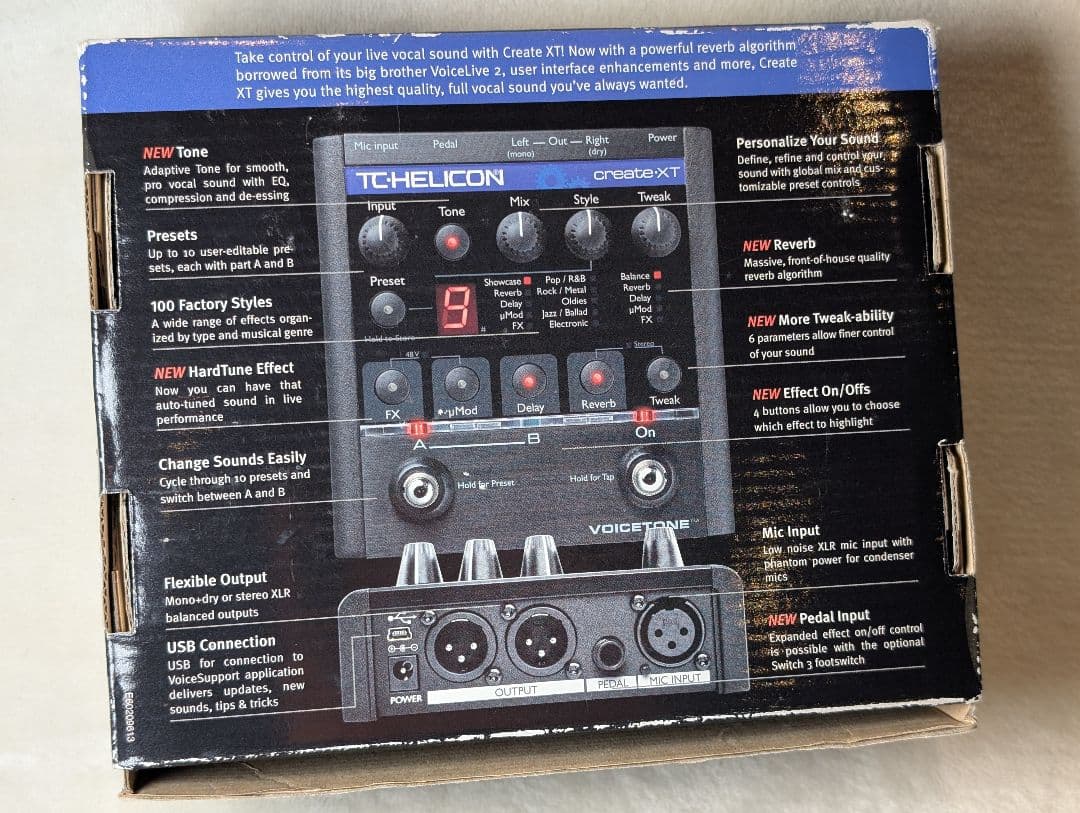 Take control of your live vocal sound with Create XT! Now with a powerful reverb algorithm
borrowed from its big brother VoiceLive 2, user interface enhancements and more, Create
XT gives you the highest quality, full vocal sound you've always wanted.
NEW Tone
Adaptive Tone for smooth,
pro vocal sound with EQ,
compression and de-essing
Presets
Up to 10 user-editable pre-
sets, each with part A and B
100 Factory Styles
A wide range of effects organ-
ized by type and musical genre
NEW HardTune Effect
Now you can have that
auto-tuned sound in live
performance
Change Sounds Easily
Cycle through 10 presets and
switch between A and B
Flexible Output
Mono+dry or stereo XLR
balanced outputs
USB Connection
USB for connection to
VoiceSupport application
delivers updates, new
sounds, tips & tricks
E60209613
Mic input Pedal Left — Out — Right Power
(mono) (dry)
TC·HELICON create·XT
Input Tone Mix Style Tweak
Preset
9
#
Hold to Store
Showcase Pop / R&B
Reverb Rock / Metal
Delay Oldies
µMod Jazz / Ballad
FX Electronic
Balance
Reverb
Delay
µMod
FX
48V Stereo
FX µMod Delay Reverb Tweak
A B On
Hold for Preset Hold for Tap
VOICETONE™
POWER OUTPUT PEDAL MIC INPUT
Personalize Your Sound
Define, refine and control your
sound with global mix and cus-
tomizable preset controls
NEW Reverb
Massive, front-of-house quality
reverb algorithm
NEW More Tweak-ability
6 parameters allow finer control
of your sound
NEW Effect On/Offs
4 buttons allow you to choose
which effect to highlight
Mic Input
Low noise XLR mic input with
phantom power for condenser
mics
NEW Pedal Input
Expanded effect on/off control
is possible with the optional
Switch 3 footswitch